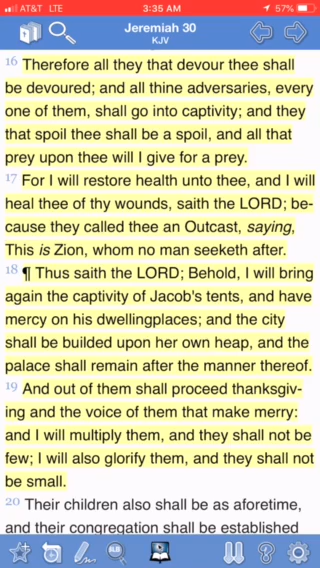 AT&T LTE 3:35 AM 57%
Jeremiah 30
KJV
16 Therefore all they that devour thee shall
be devoured; and all thine adversaries, every
one of them, shall go into captivity; and they
that spoil thee shall be a spoil, and all that
prey upon thee will I give for a prey.
17 For I will restore health unto thee, and I will
heal thee of thy wounds, saith the LORD; be-
cause they called thee an Outcast, saying,
This is Zion, whom no man seeketh after.
18 ¶ Thus saith the LORD; Behold, I will bring
again the captivity of Jacob's tents, and have
mercy on his dwellingplaces; and the city
shall be builded upon her own heap, and the
palace shall remain after the manner thereof.
19 And out of them shall proceed thanksgiv-
ing and the voice of them that make merry:
and I will multiply them, and they shall not be
few; I will also glorify them, and they shall not
be small.
20 Their children also shall be as aforetime,
and their congregation shall be established